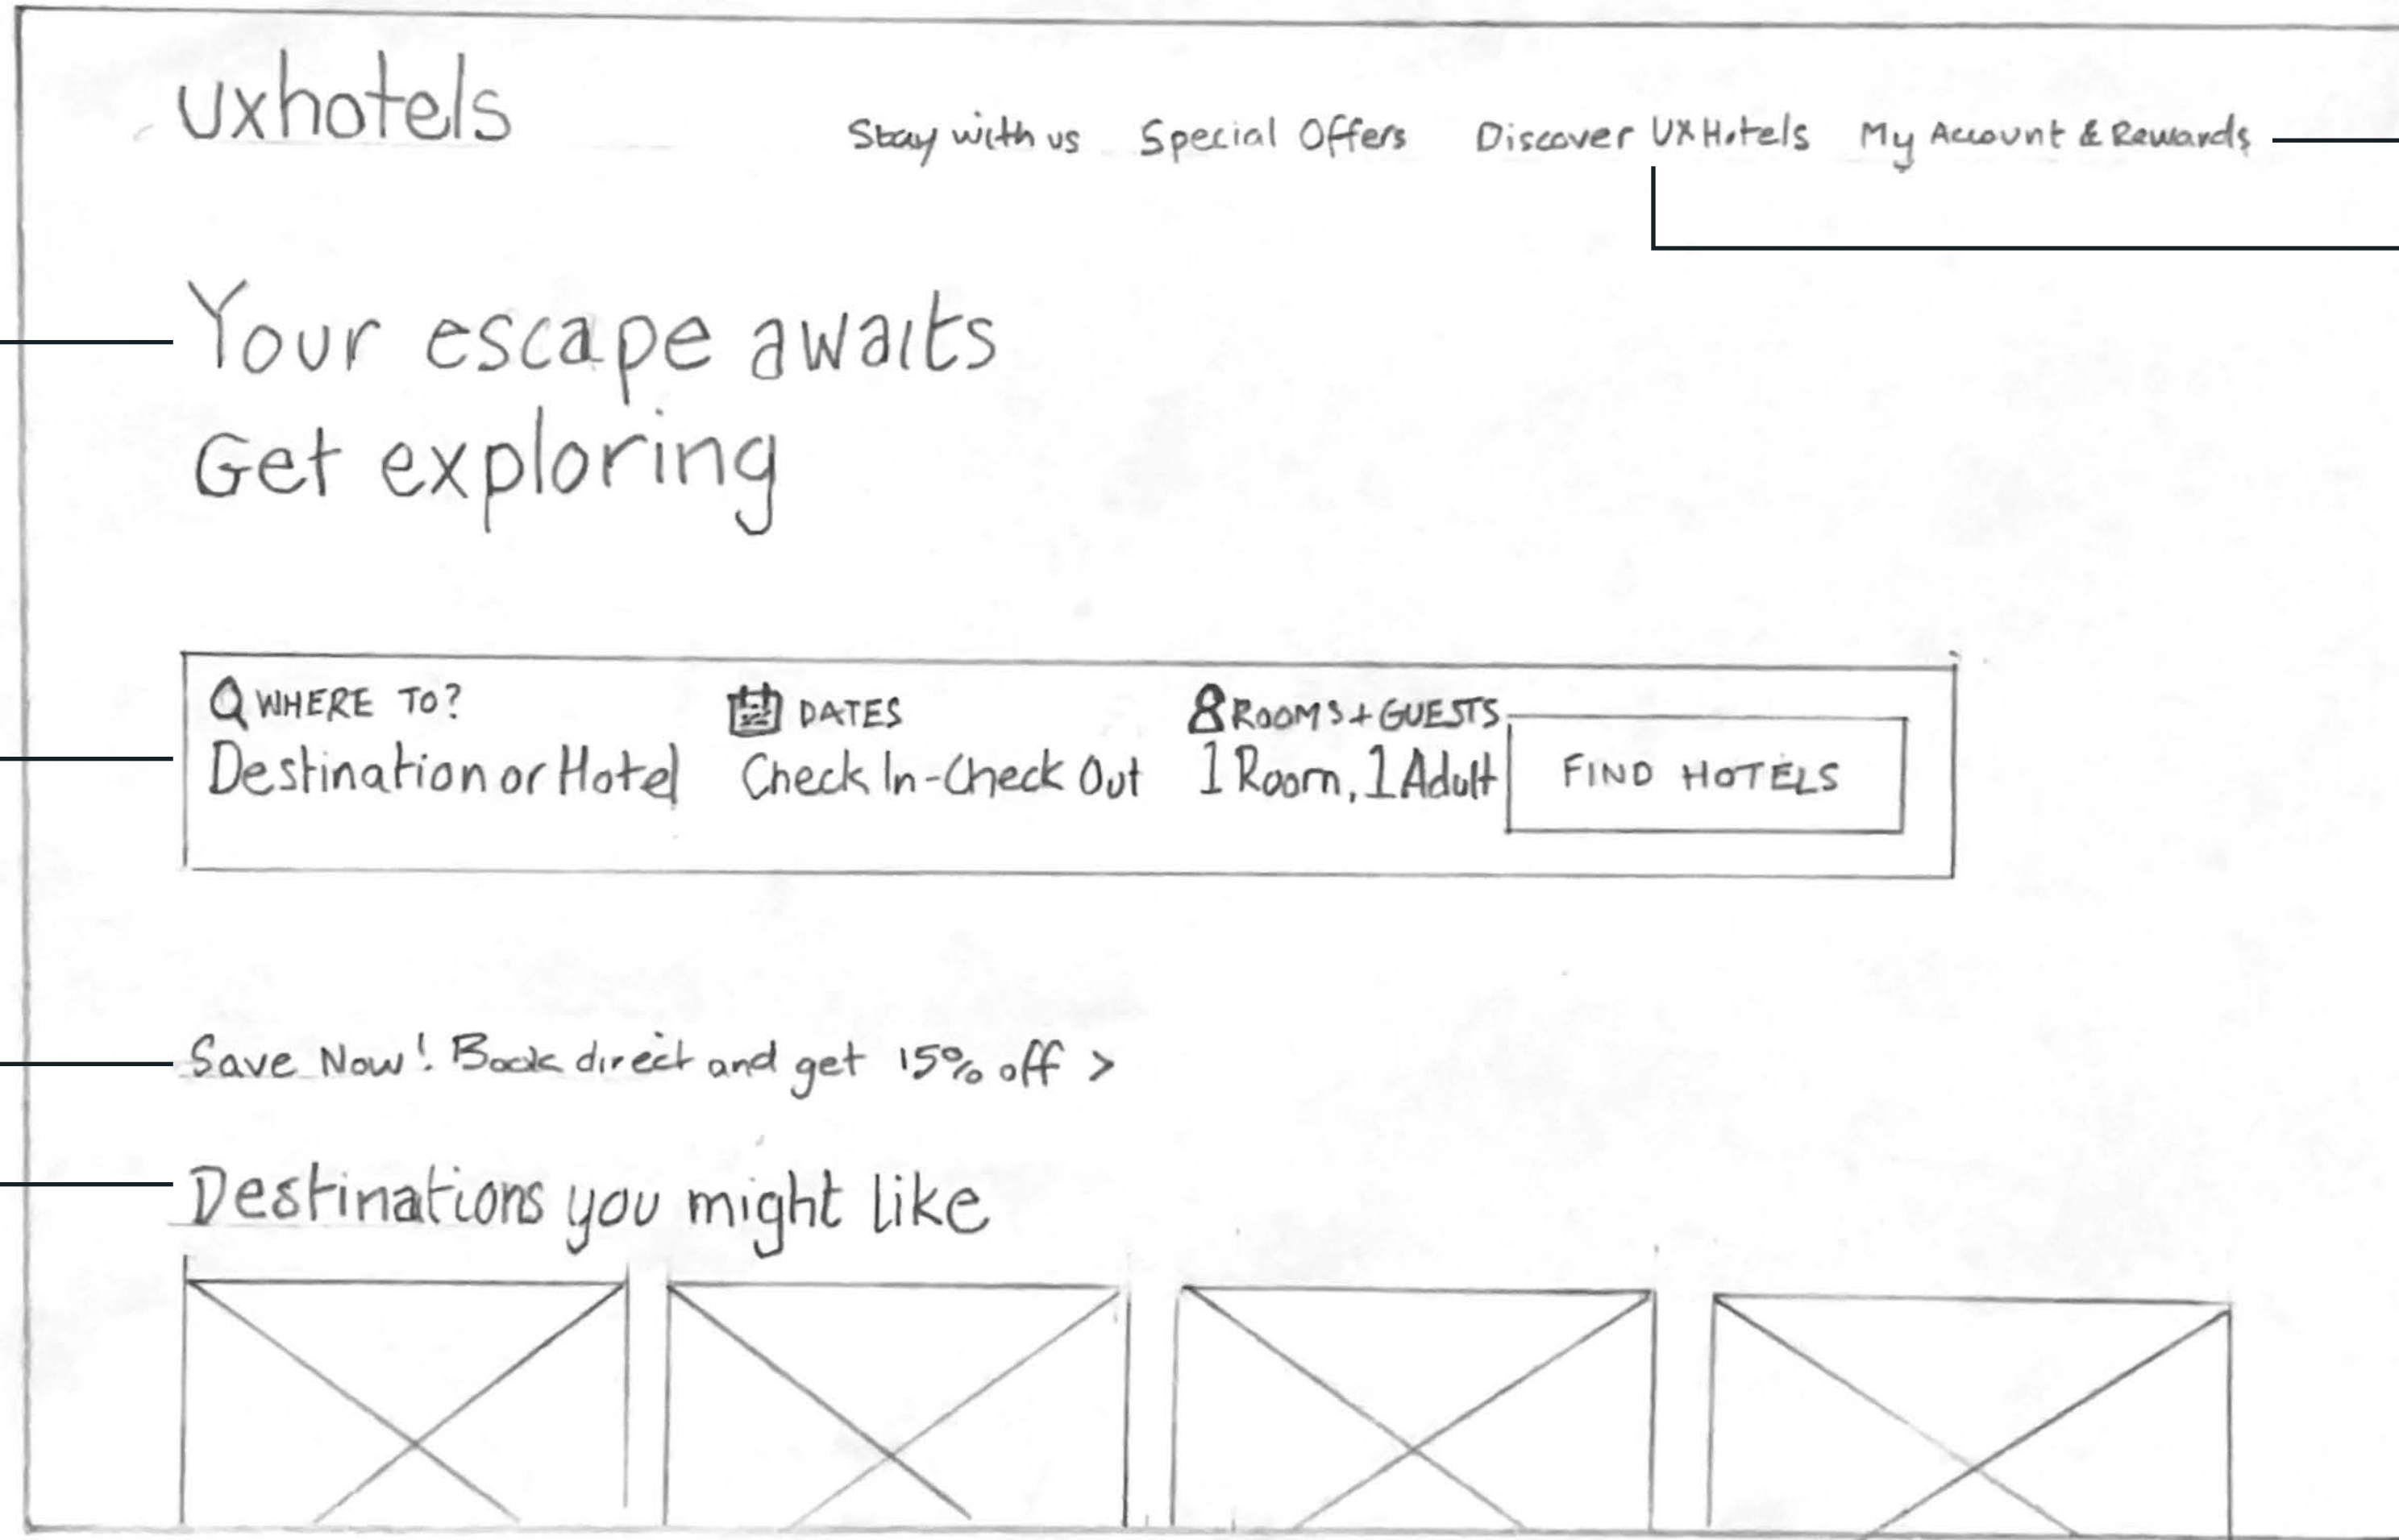 uxhotels
Stay with us Special Offers Discover UXHotels My Account & Rewards
Your escape awaits
Get exploring
WHERE TO? DATES ROOMS + GUESTS
Destination or Hotel Check In-Check Out 1 Room, 1 Adult FIND HOTELS
Save Now! Book direct and get 15% off >
Destinations you might like